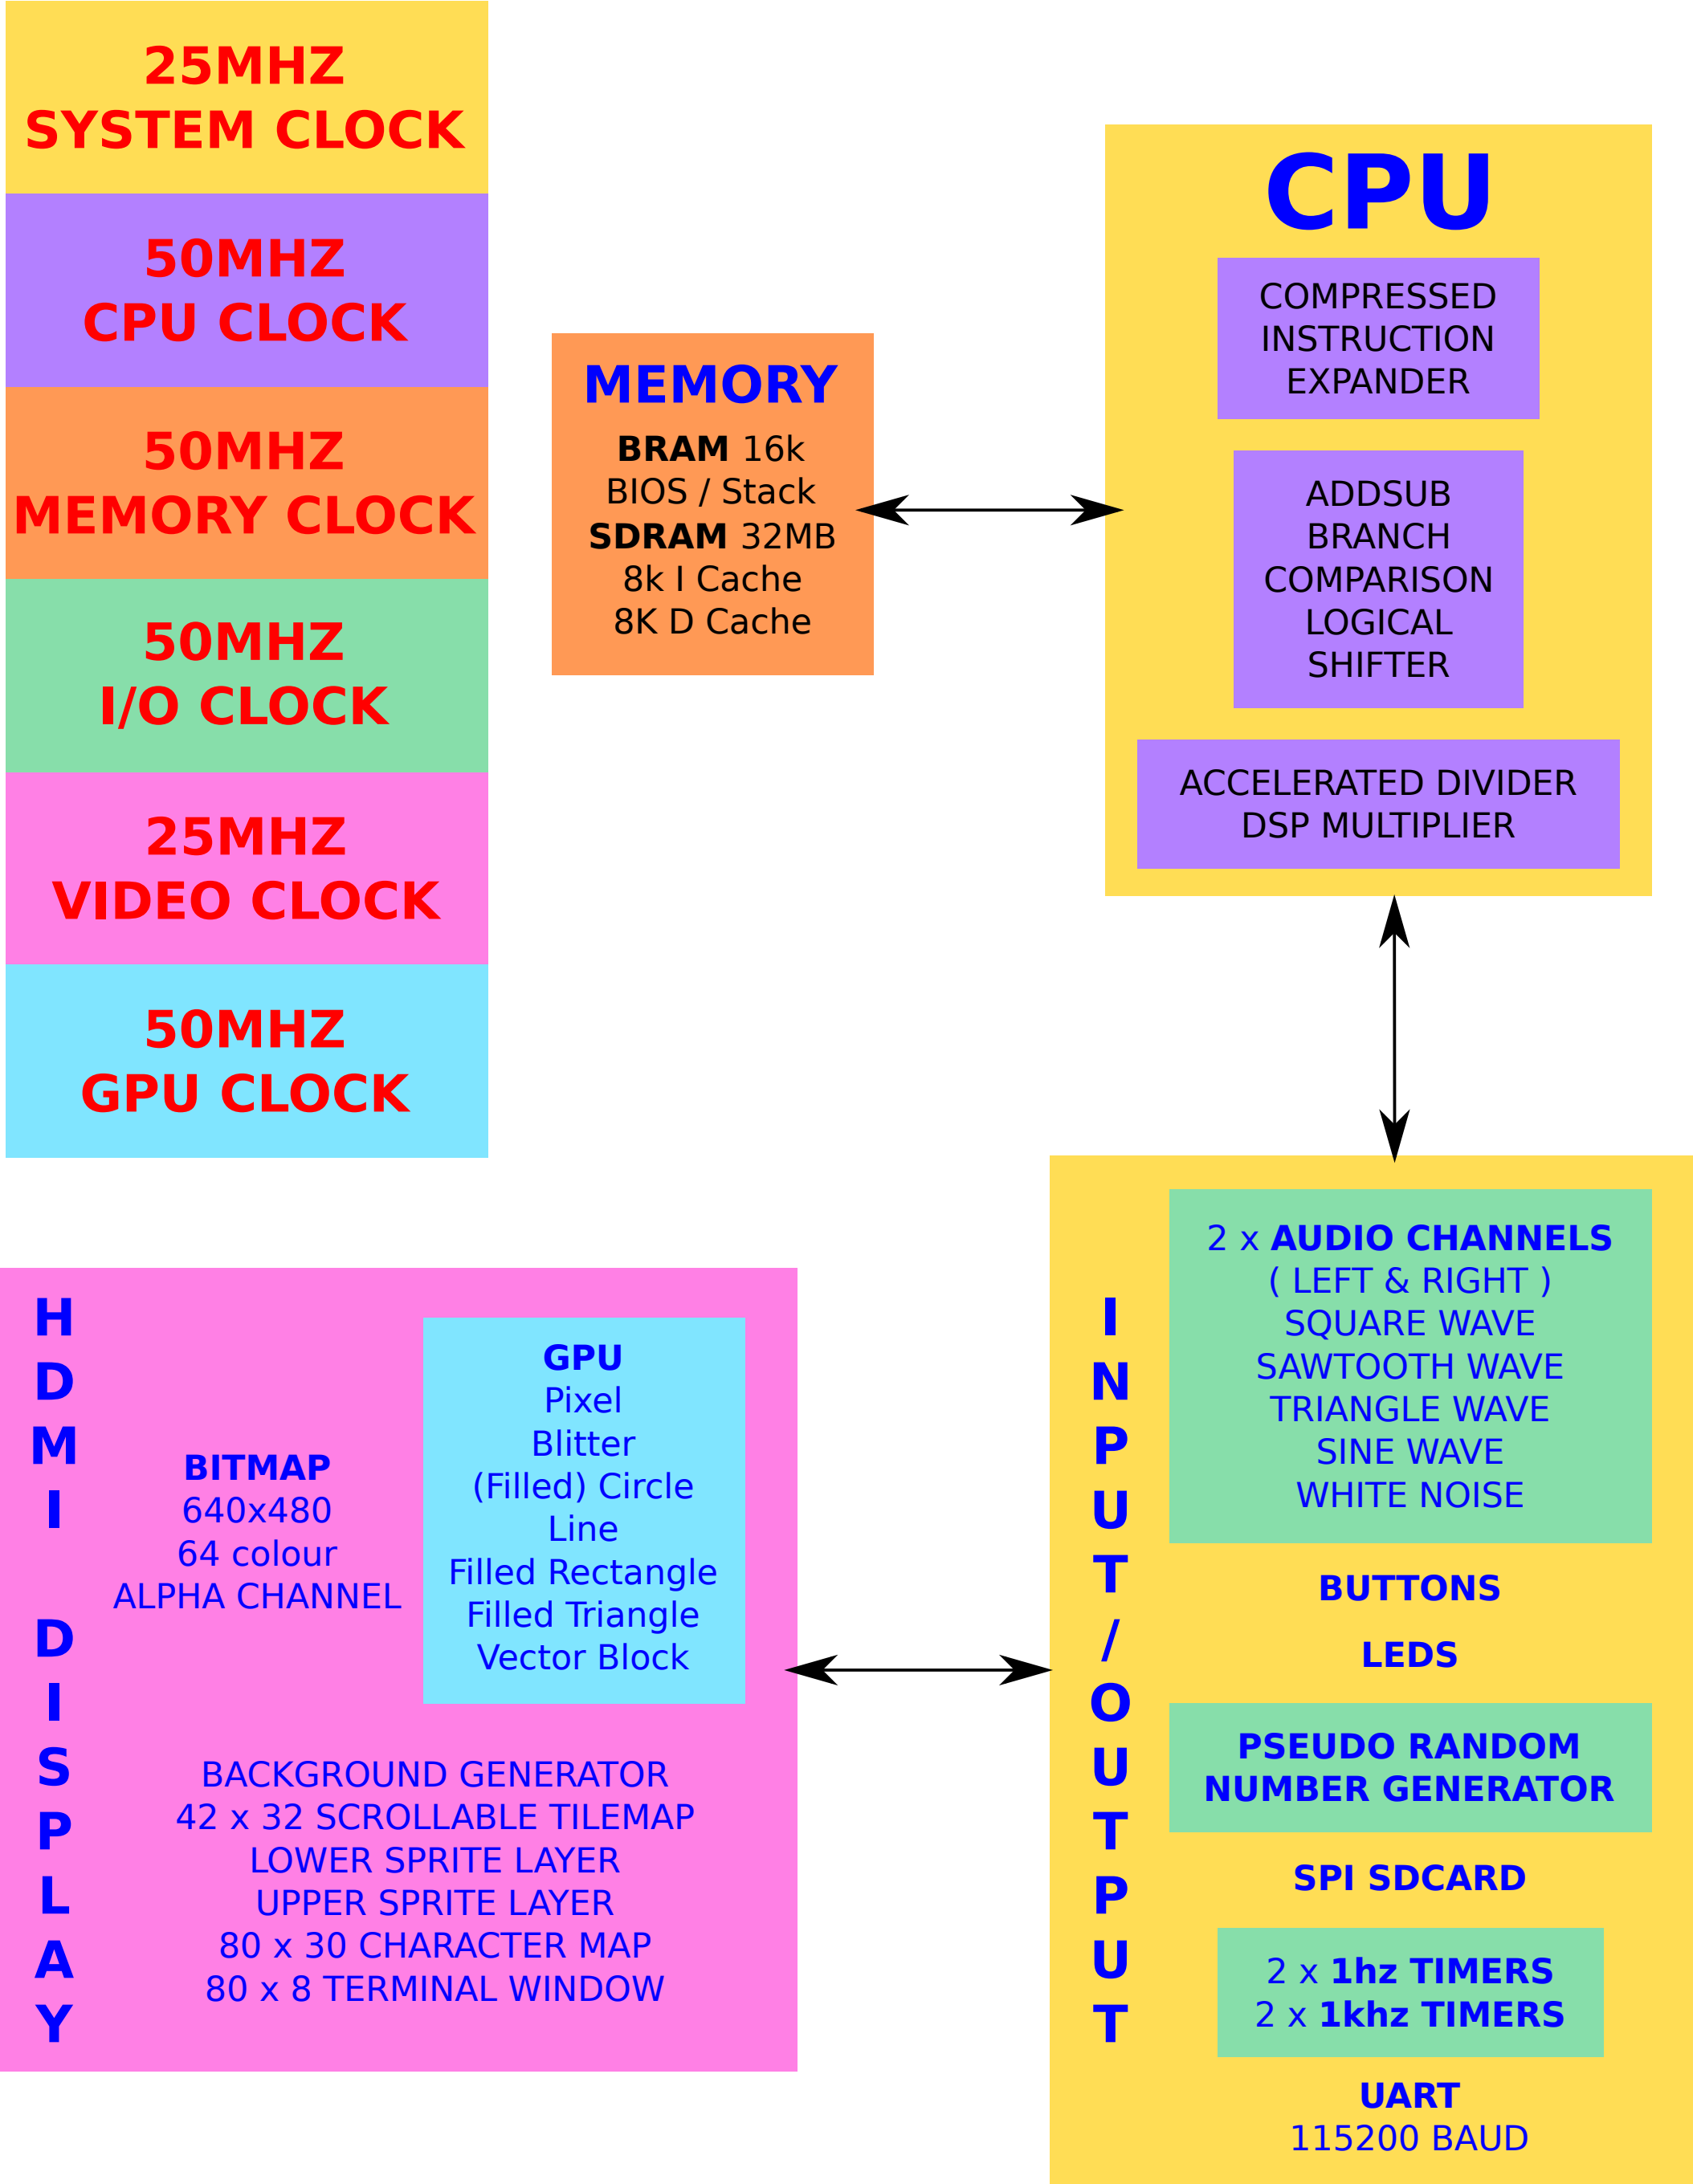 25MHZ
SYSTEM CLOCK
50MHZ
CPU CLOCK
50MHZ
MEMORY CLOCK
50MHZ
I/O CLOCK
25MHZ
VIDEO CLOCK
50MHZ
GPU CLOCK
MEMORY
BRAM 16k
BIOS / Stack
SDRAM 32MB
8k I Cache
8K D Cache
CPU
COMPRESSED
INSTRUCTION
EXPANDER
ADDSUB
BRANCH
COMPARISON
LOGICAL
SHIFTER
ACCELERATED DIVIDER
DSP MULTIPLIER
HDMI DISPLAY
BITMAP
640x480
64 colour
ALPHA CHANNEL
GPU
Pixel
Blitter
(Filled) Circle
Line
Filled Rectangle
Filled Triangle
Vector Block
BACKGROUND GENERATOR
42 x 32 SCROLLABLE TILEMAP
LOWER SPRITE LAYER
UPPER SPRITE LAYER
80 x 30 CHARACTER MAP
80 x 8 TERMINAL WINDOW
INPUT/OUTPUT
2 x AUDIO CHANNELS
( LEFT & RIGHT )
SQUARE WAVE
SAWTOOTH WAVE
TRIANGLE WAVE
SINE WAVE
WHITE NOISE
BUTTONS
LEDS
PSEUDO RANDOM
NUMBER GENERATOR
SPI SDCARD
2 x 1hz TIMERS
2 x 1khz TIMERS
UART
115200 BAUD